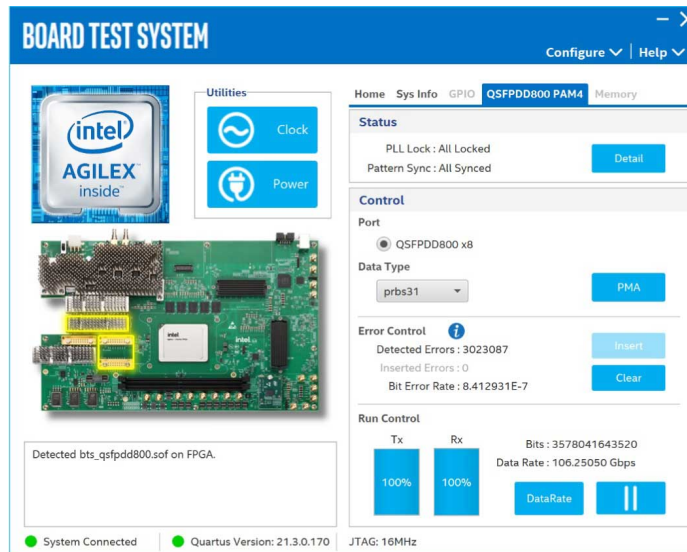 BOARD TEST SYSTEM
Configure | Help
intel
AGILEX
inside
Utilities
Clock
Power
Home Sys Info GPIO QSFPDD800 PAM4 Memory
Status
PLL Lock : All Locked
Pattern Sync : All Synced
Detail
Control
Port
QSFPDD800 x8
Data Type
prbs31
PMA
Error Control i
Detected Errors : 3023087
Insert
Inserted Errors : 0
Bit Error Rate : 8.412931E-7
Clear
Run Control
Tx Rx
100% 100%
Bits : 3578041643520
Data Rate : 106.25050 Gbps
DataRate
intel
intel
Detected bts_qsfpdd800.sof on FPGA.
System Connected
Quartus Version: 21.3.0.170
JTAG: 16MHz